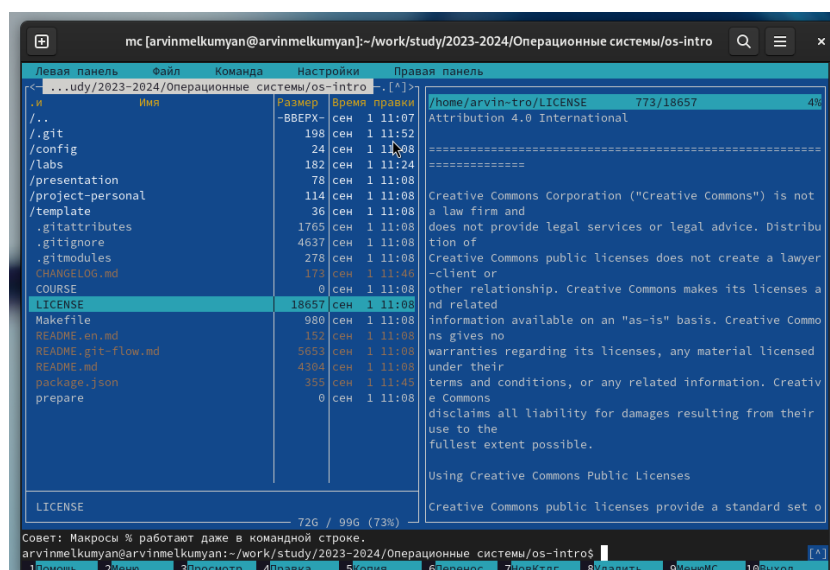 mc [arvinmelkumyan@arvinmelkumyan]:~/work/study/2023-2024/Операционные системы/os-intro
Левая панель Файл Команда Настройки Правая панель
<─ ...udy/2023-2024/Операционные системы/os-intro ─.[^]>
.и Имя Размер Время правки
/.. -ВВЕРХ- сен 1 11:07
/.git 198 сен 1 11:52
/config 24 сен 1 11:08
/labs 182 сен 1 11:24
/presentation 78 сен 1 11:08
/project-personal 114 сен 1 11:08
/template 36 сен 1 11:08
.gitattributes 1765 сен 1 11:08
.gitignore 4637 сен 1 11:08
.gitmodules 278 сен 1 11:08
CHANGELOG.md 173 сен 1 11:46
COURSE 0 сен 1 11:08
LICENSE 18657 сен 1 11:08
Makefile 980 сен 1 11:08
README.en.md 152 сен 1 11:08
README.git-flow.md 5653 сен 1 11:08
README.md 4304 сен 1 11:08
package.json 355 сен 1 11:45
prepare 0 сен 1 11:08
LICENSE
72G / 99G (73%)
/home/arvin-tro/LICENSE 773/18657 4%
Attribution 4.0 International
=======================================================
==============
Creative Commons Corporation ("Creative Commons") is not
a law firm and
does not provide legal services or legal advice. Distribu
tion of
Creative Commons public licenses does not create a lawyer
-client or
other relationship. Creative Commons makes its licenses a
nd related
information available on an "as-is" basis. Creative Commo
ns gives no
warranties regarding its licenses, any material licensed
under their
terms and conditions, or any related information. Creativ
e Commons
disclaims all liability for damages resulting from their
use to the
fullest extent possible.
Using Creative Commons Public Licenses
Creative Commons public licenses provide a standard set o
Совет: Макросы % работают даже в командной строке.
arvinmelkumyan@arvinmelkumyan:~/work/study/2023-2024/Операционные системы/os-intro$ [^]
1Помощь 2Меню 3Просмотр 4Правка 5Копия 6Перенос 7НовКтлг 8Удалить 9МенюMC 10Выход